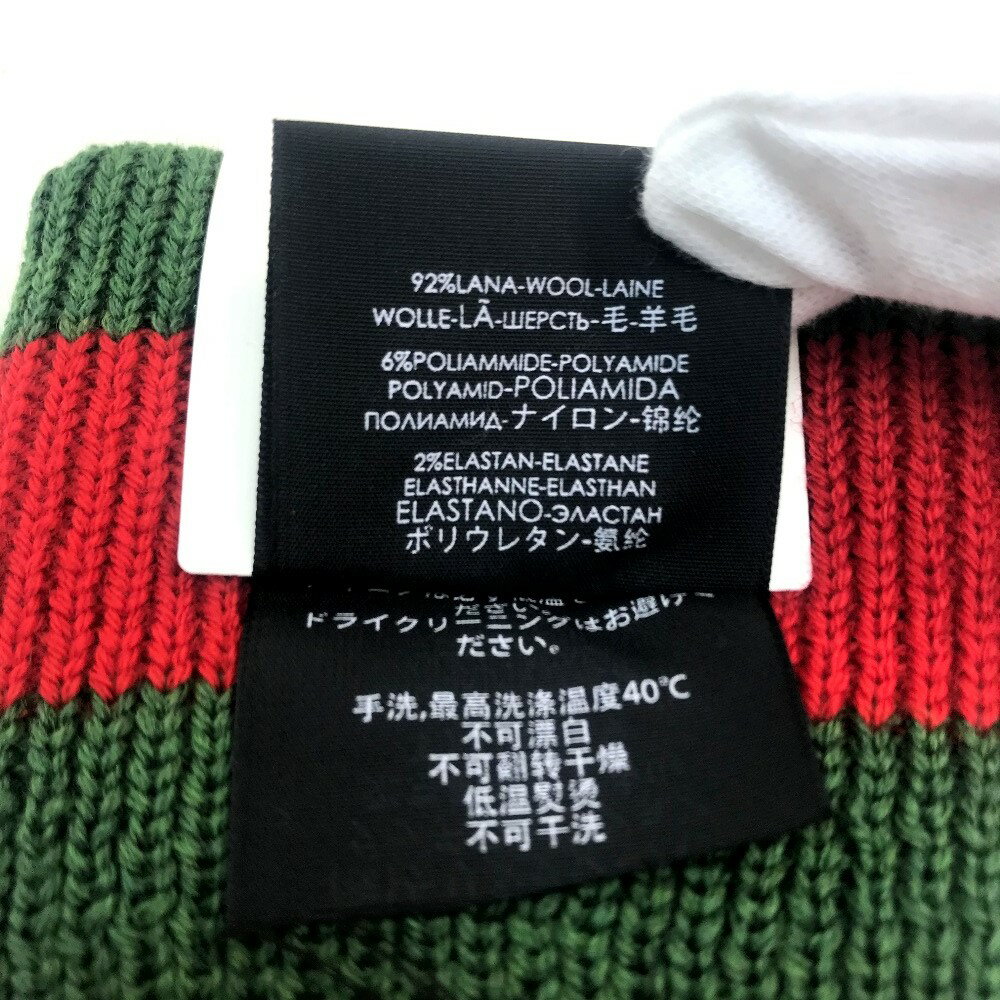 92%LANA-WOOL-LAINE
WOLLE-LÃ-ШЕРСТЬ-毛-羊毛
6%POLIAMMIDE-POLYAMIDE
POLYAMID-POLIAMIDA
ПОЛИАМИД-ナイロン-锦纶
2%ELASTAN-ELASTANE
ELASTHANNE-ELASTHAN
ELASTANO-ЭЛАСТАН
ポリウレタン-氨纶
ださい。
ドライクリーニングはお避け
ださい。
手洗,最高洗涤温度40°C
不可漂白
不可翻转干燥
低温熨烫
不可干洗